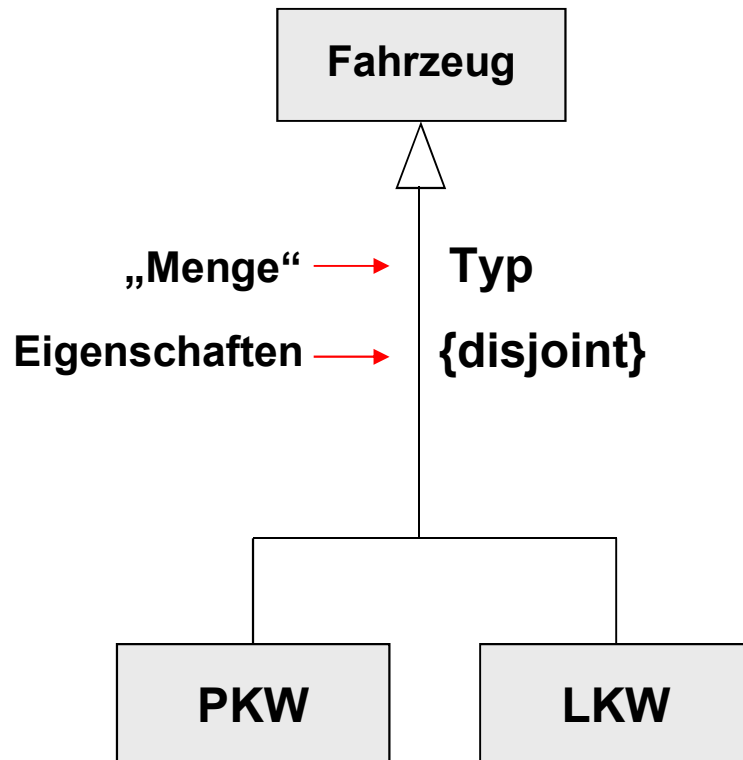 Fahrzeug
„Menge“ Typ
Eigenschaften {disjoint}
PKW LKW